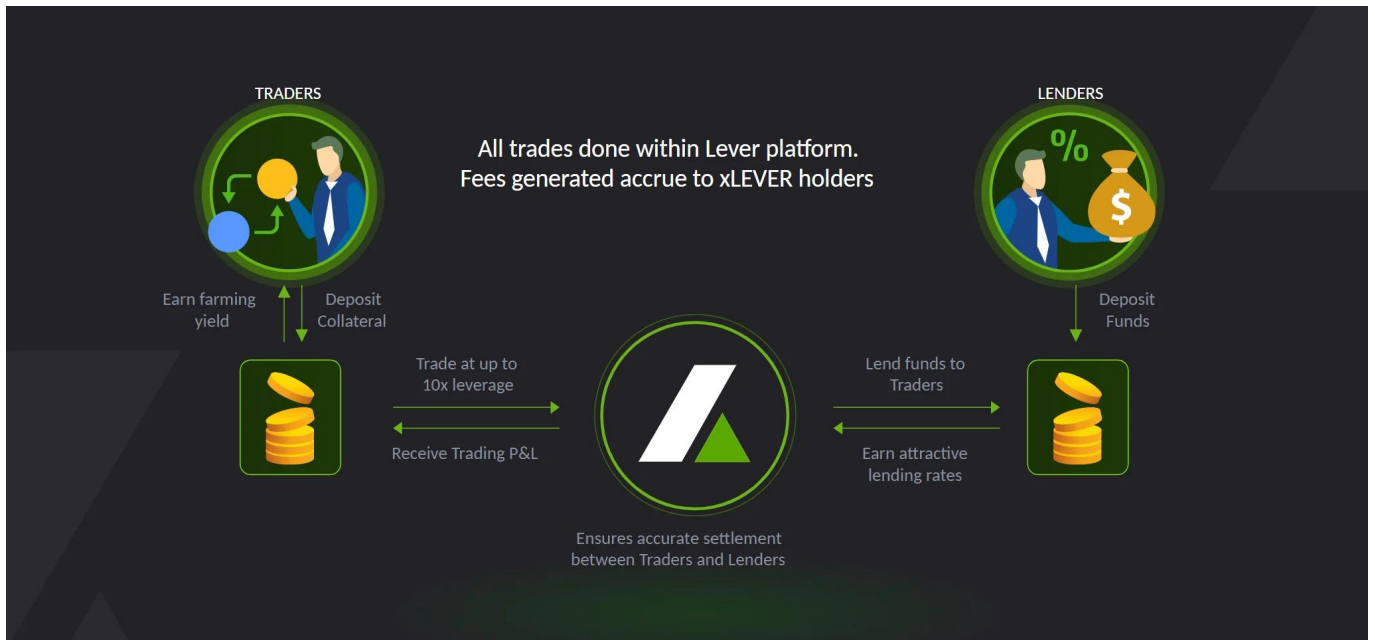 TRADERS
LENDERS
All trades done within Lever platform.
Fees generated accrue to xLEVER holders
%
$
Earn farming
yield
Deposit
Collateral
Deposit
Funds
Trade at up to
10x leverage
Receive Trading P&L
Lend funds to
Traders
Earn attractive
lending rates
Ensures accurate settlement
between Traders and Lenders